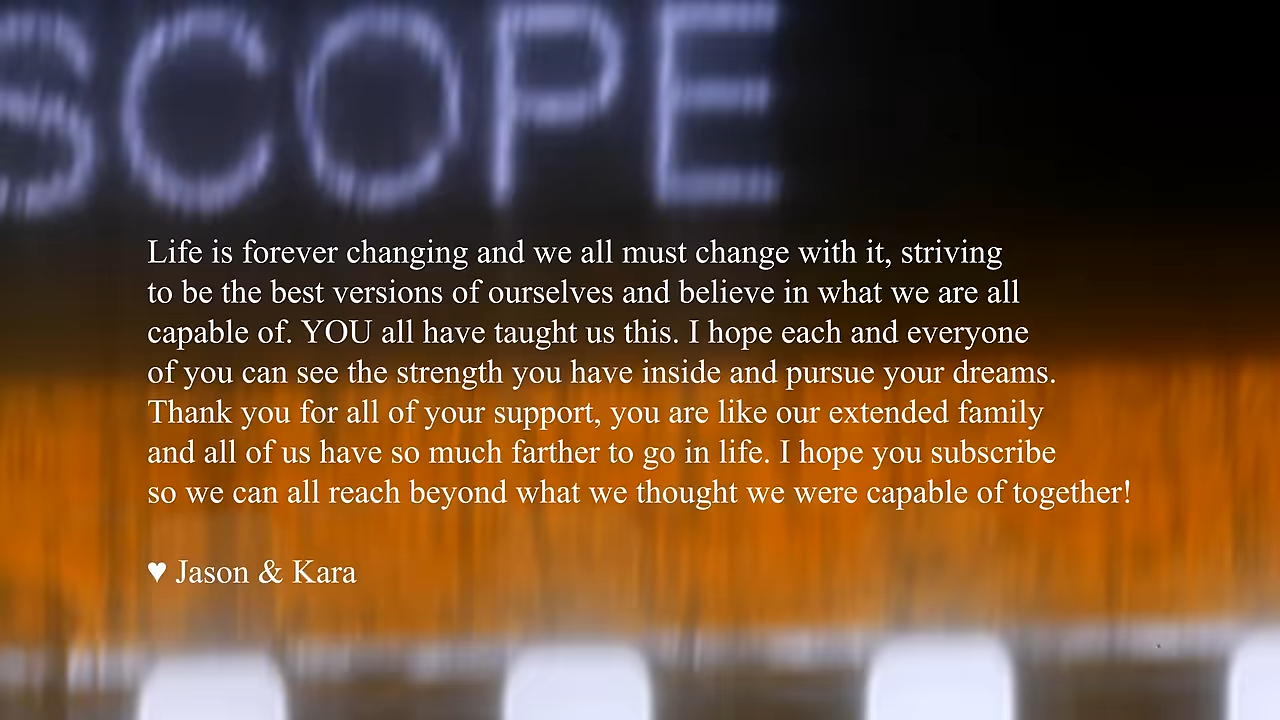 SCOPE
Life is forever changing and we all must change with it, striving
to be the best versions of ourselves and believe in what we are all
capable of. YOU all have taught us this. I hope each and everyone
of you can see the strength you have inside and pursue your dreams.
Thank you for all of your support, you are like our extended family
and all of us have so much farther to go in life. I hope you subscribe
so we can all reach beyond what we thought we were capable of together!
♥ Jason & Kara